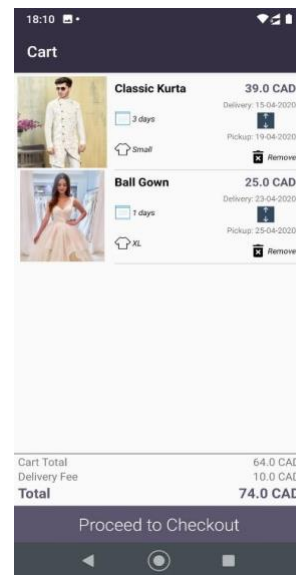 18:10
Cart
Classic Kurta 39.0 CAD
Delivery: 15-04-2020
3 days
Pickup: 19-04-2020
Small Remove
Ball Gown 25.0 CAD
Delivery: 23-04-2020
1 days
Pickup: 25-04-2020
XL Remove
Cart Total 64.0 CAD
Delivery Fee 10.0 CAD
Total 74.0 CAD
Proceed to Checkout